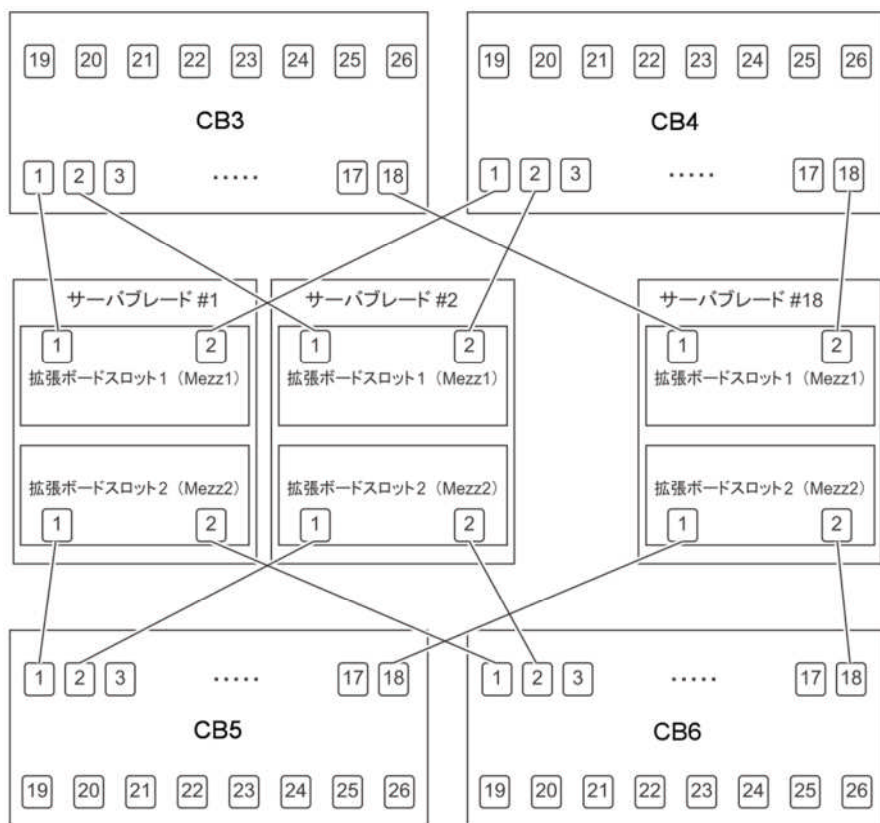 19 20 21 22 23 24 25 26
CB3
1 2 3 ····· 17 18
19 20 21 22 23 24 25 26
CB4
1 2 3 ····· 17 18
サーバブレード #1
1 2
拡張ボードスロット1（Mezz1）
拡張ボードスロット2（Mezz2）
1 2
サーバブレード #2
1 2
拡張ボードスロット1（Mezz1）
拡張ボードスロット2（Mezz2）
1 2
サーバブレード #18
1 2
拡張ボードスロット1（Mezz1）
拡張ボードスロット2（Mezz2）
1 2
1 2 3 ····· 17 18
CB5
19 20 21 22 23 24 25 26
1 2 3 ····· 17 18
CB6
19 20 21 22 23 24 25 26